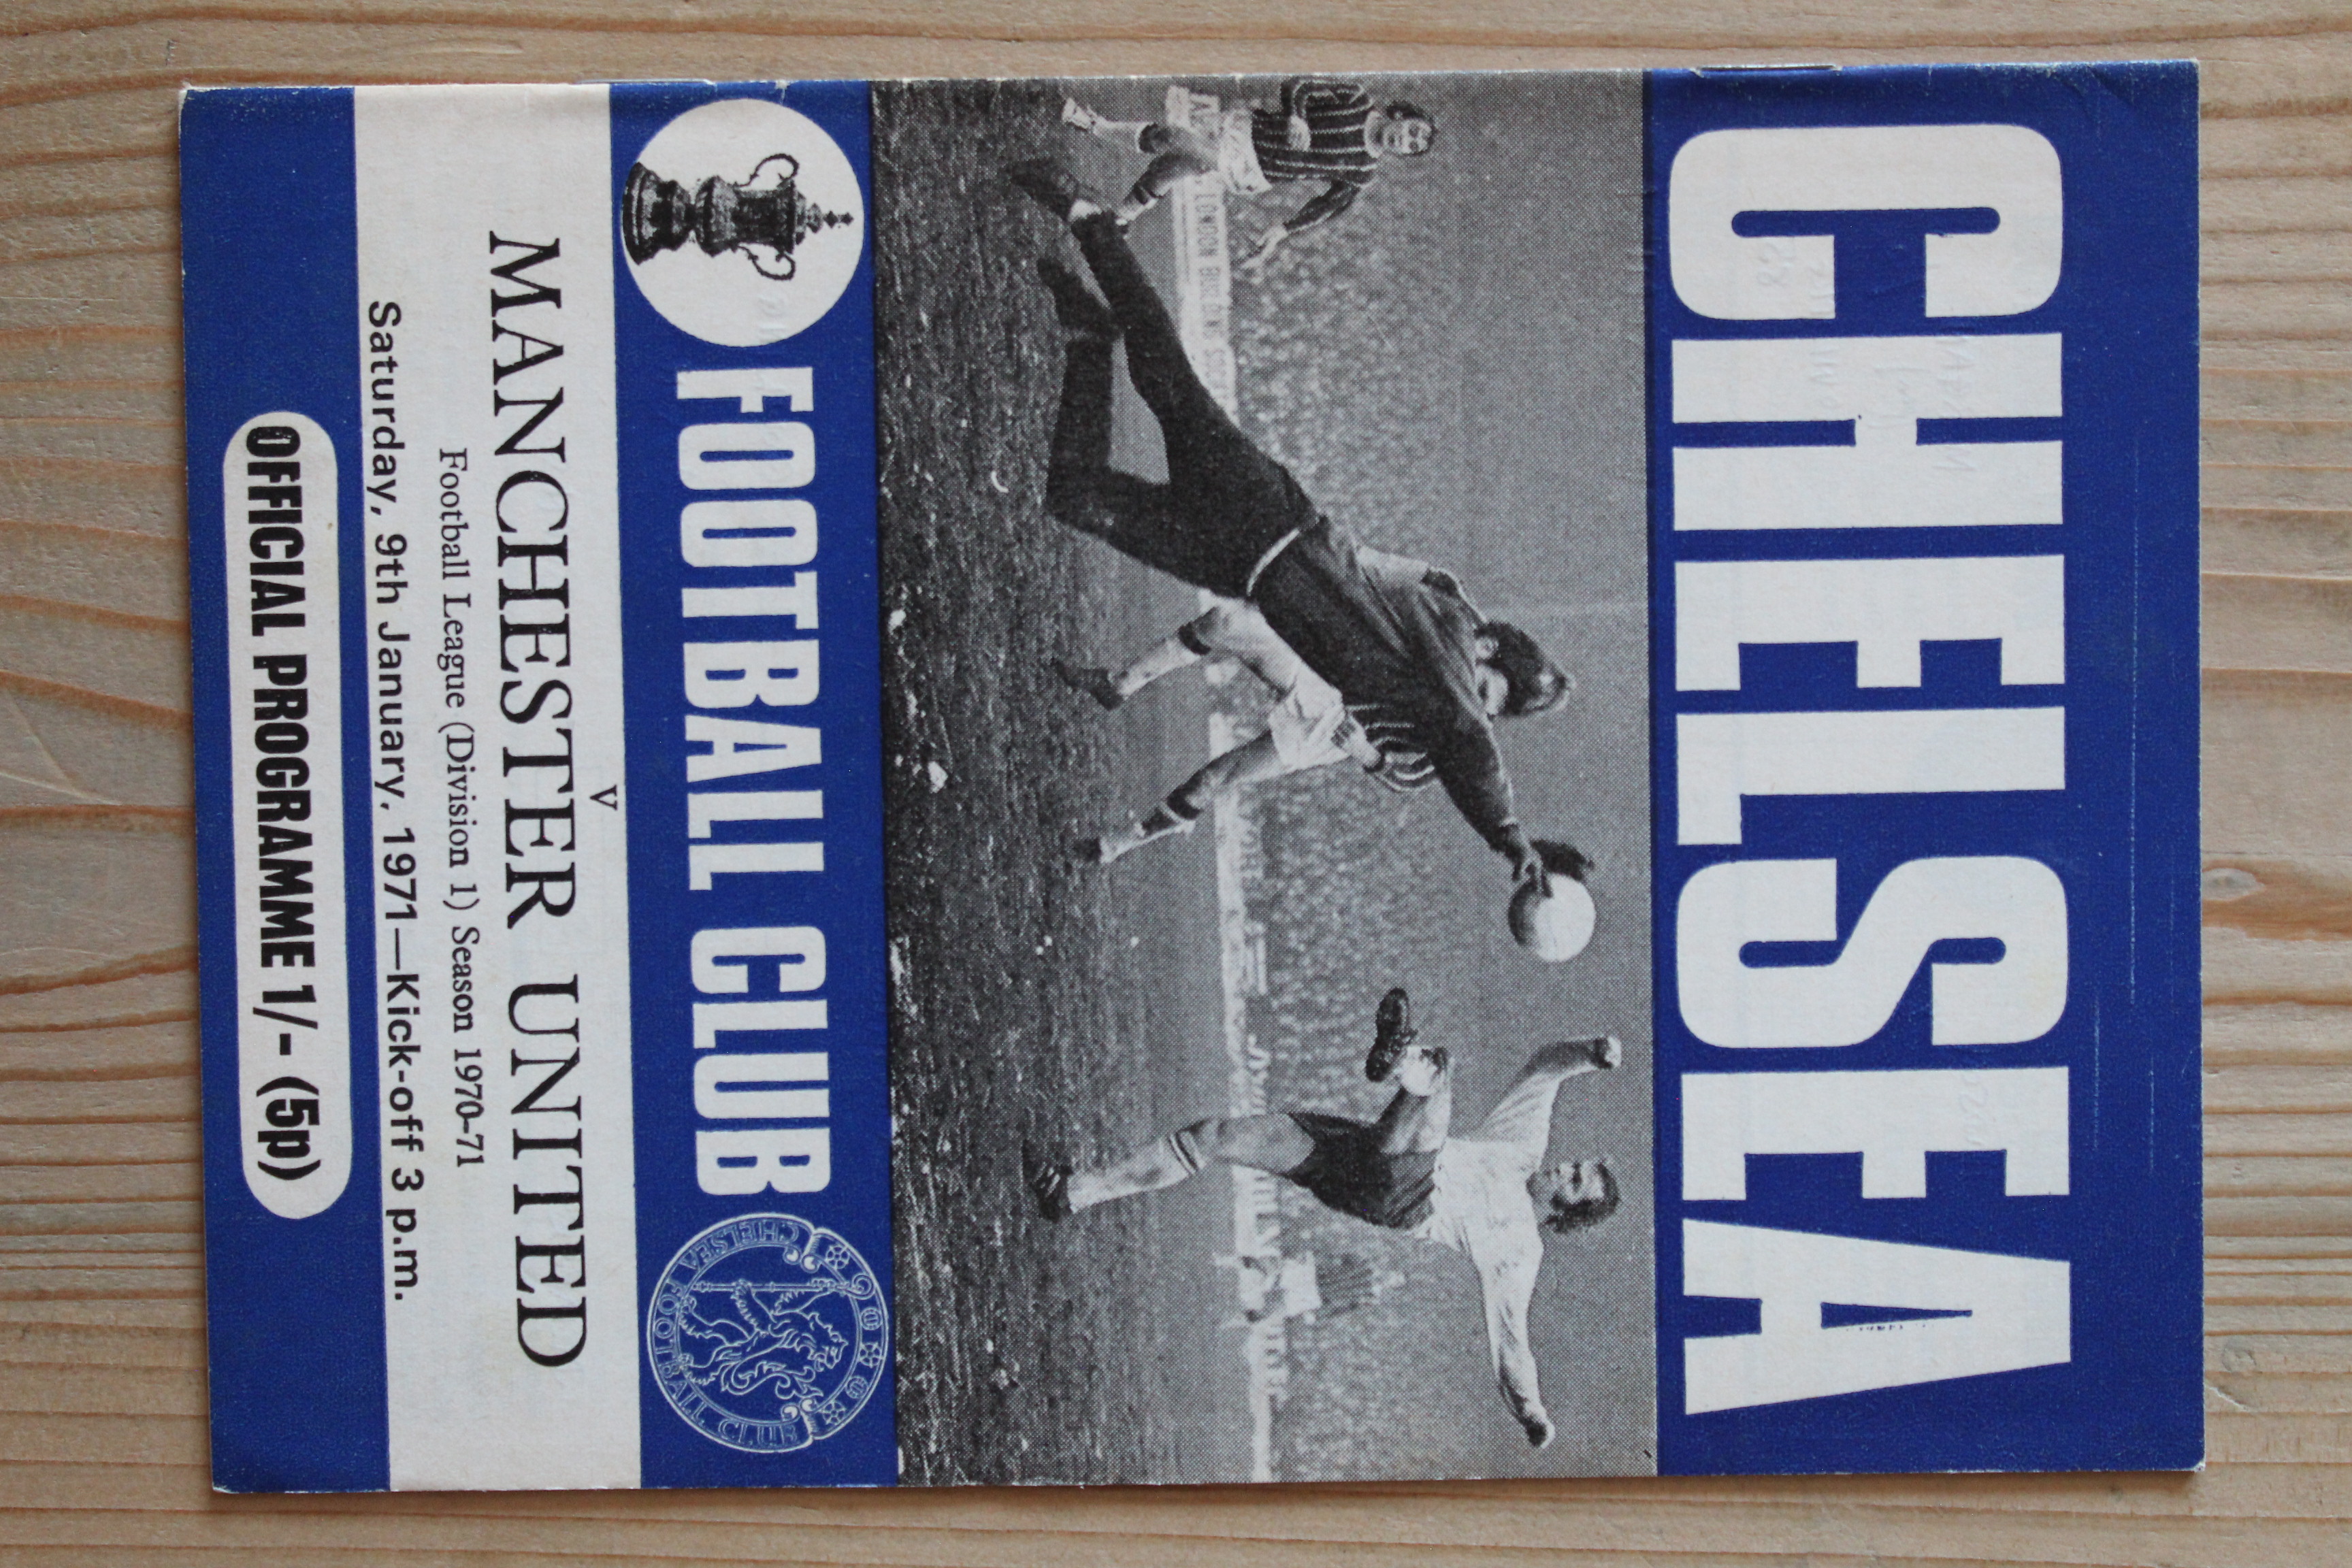 CHELSEA
LONDON
FOOTBALL CLUB
CHELSEA FOOTBALL CLUB
v
MANCHESTER UNITED
Football League (Division 1) Season 1970-71
Saturday, 9th January, 1971—Kick-off 3 p.m.
OFFICIAL PROGRAMME 1/- (5p)